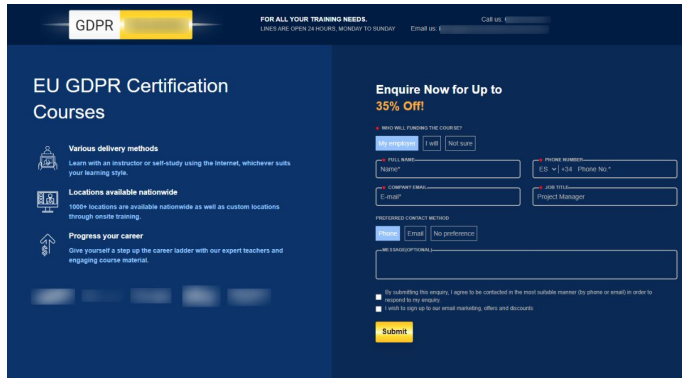 GDPR
FOR ALL YOUR TRAINING NEEDS.
LINES ARE OPEN 24 HOURS, MONDAY TO SUNDAY
Call us:
Email us:
EU GDPR Certification
Courses
Various delivery methods
Learn with an instructor or self-study using the Internet, whichever suits
your learning style.
Locations available nationwide
1000+ locations are available nationwide as well as custom locations
through onsite training.
Progress your career
Give yourself a step up the career ladder with our expert teachers and
engaging course material.
Enquire Now for Up to
35% Off!
WHO WILL FUNDING THE COURSE?
My employer I will Not sure
FULL NAME
Name*
PHONE NUMBER
ES +34 Phone No.*
COMPANY EMAIL
E-mail*
JOB TITLE
Project Manager
PREFERRED CONTACT METHOD
Phone Email No preference
MESSAGE(OPTIONAL)
By submitting this enquiry, I agree to be contacted in the most suitable manner (by phone or email) in order to
respond to my enquiry
I wish to sign up to our email marketing, offers and discounts
Submit